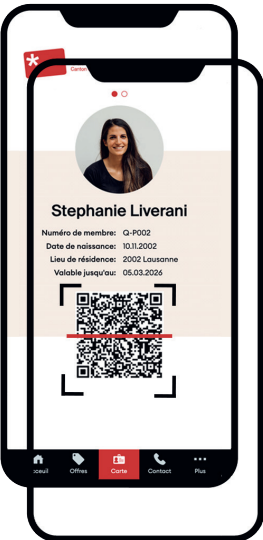 Stephanie Liverani
Numéro de membre: Q-P002
Date de naissance: 10.11.2002
Lieu de résidence: 2002 Lausanne
Valable jusqu'au: 05.03.2026
cceuil Offres Carte Contact Plus